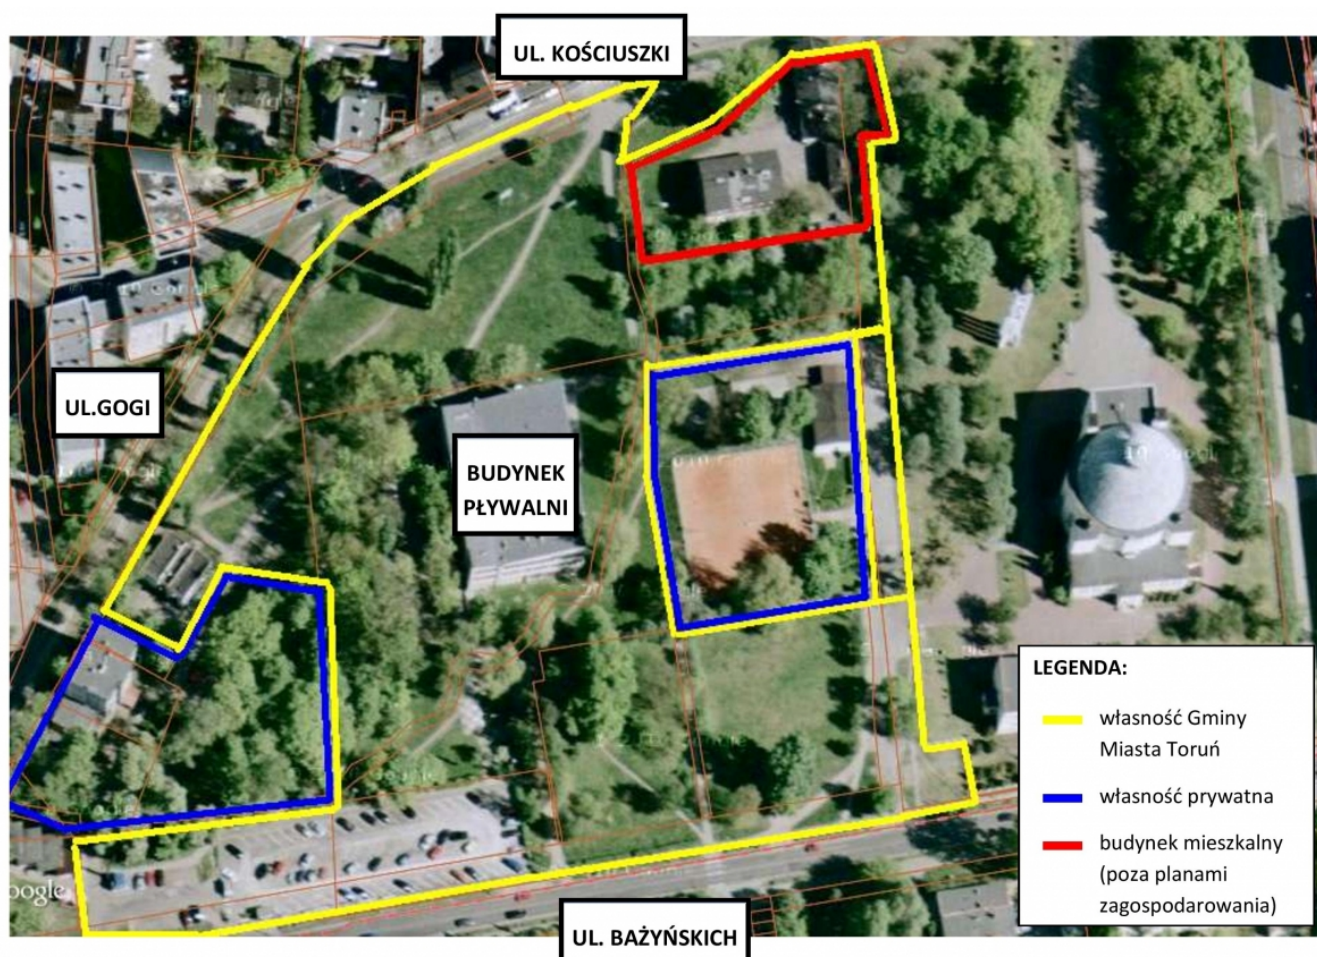 UL. KOŚCIUSZKI
UL.GOGI
BUDYNEK
PŁYWALNI
LEGENDA:
własność Gminy
Miasta Toruń
własność prywatna
budynek mieszkalny
(poza planami
zagospodarowania)
oogle
UL. BAŻYŃSKICH